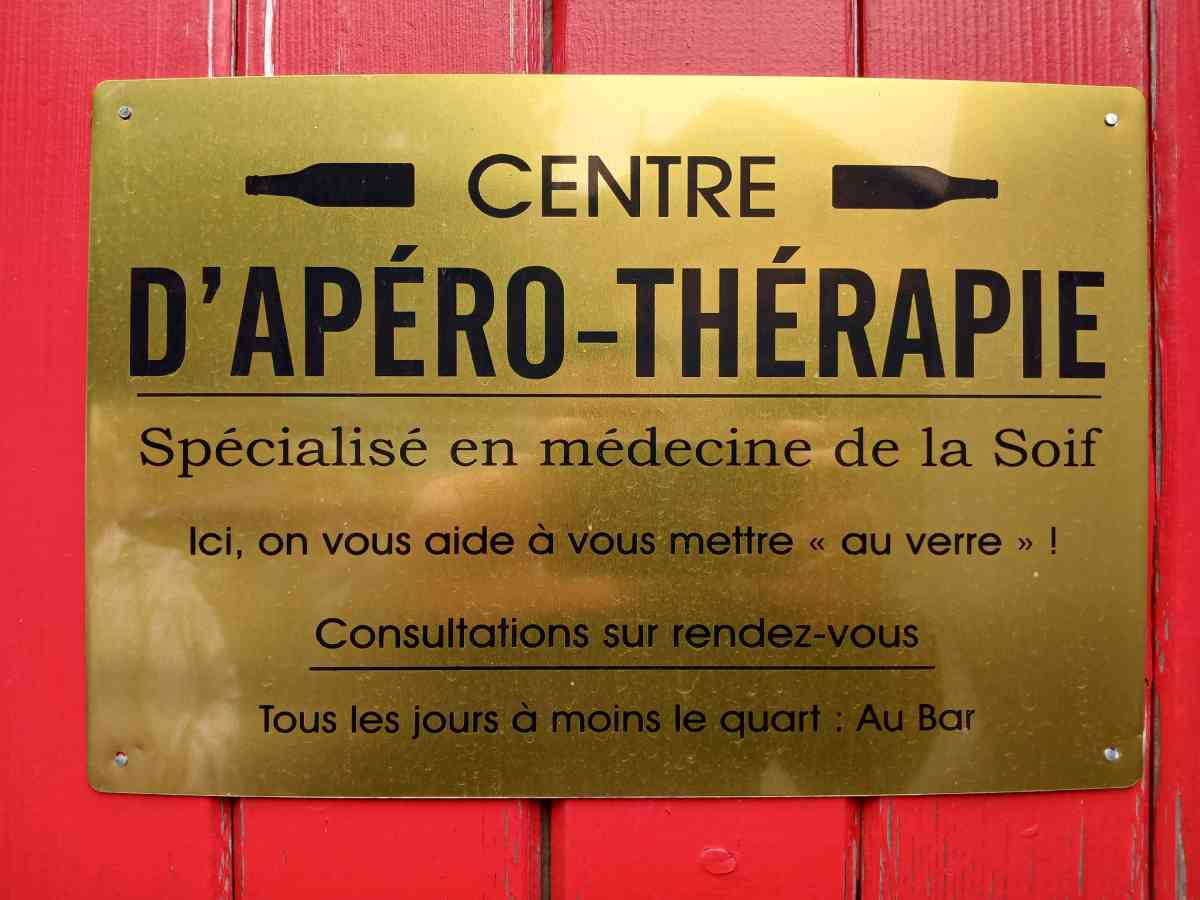 CENTRE
D'APÉRO-THÉRAPIE
Spécialisé en médecine de la Soif
Ici, on vous aide à vous mettre « au verre » !
Consultations sur rendez-vous
Tous les jours à moins le quart : Au Bar